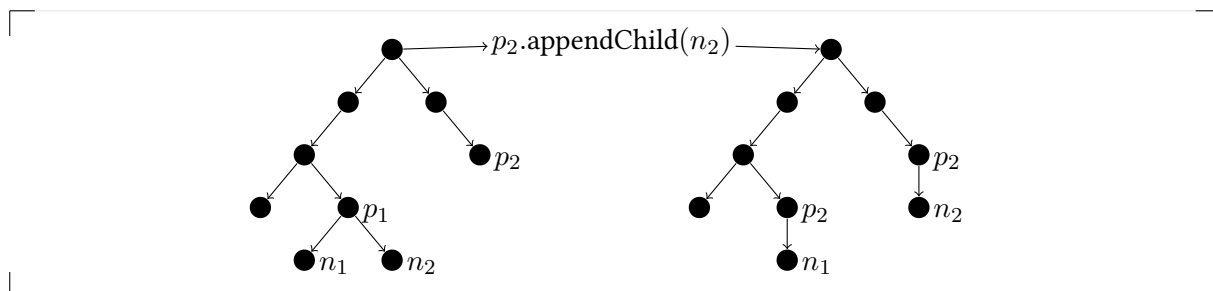 p₂.appendChild(n₂)
p₂ p₂
p₁ p₂ n₂
n₁ n₂ n₁